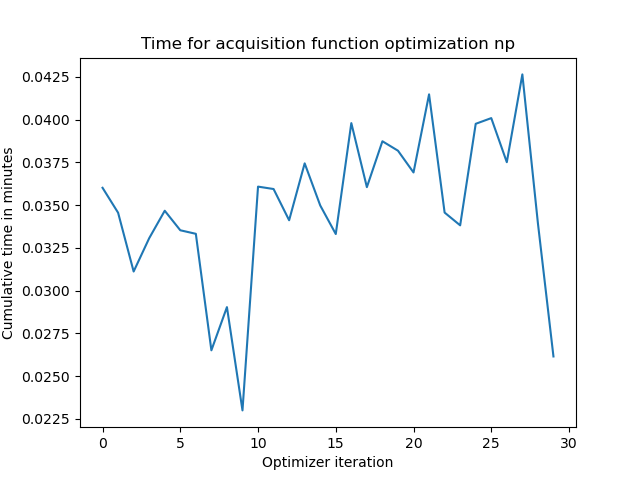 Time for acquisition function optimization np
0.0425
0.0400
0.0375
0.0350
0.0325
0.0300
0.0275
0.0250
0.0225
Cumulative time in minutes
0 5 10 15 20 25 30
Optimizer iteration